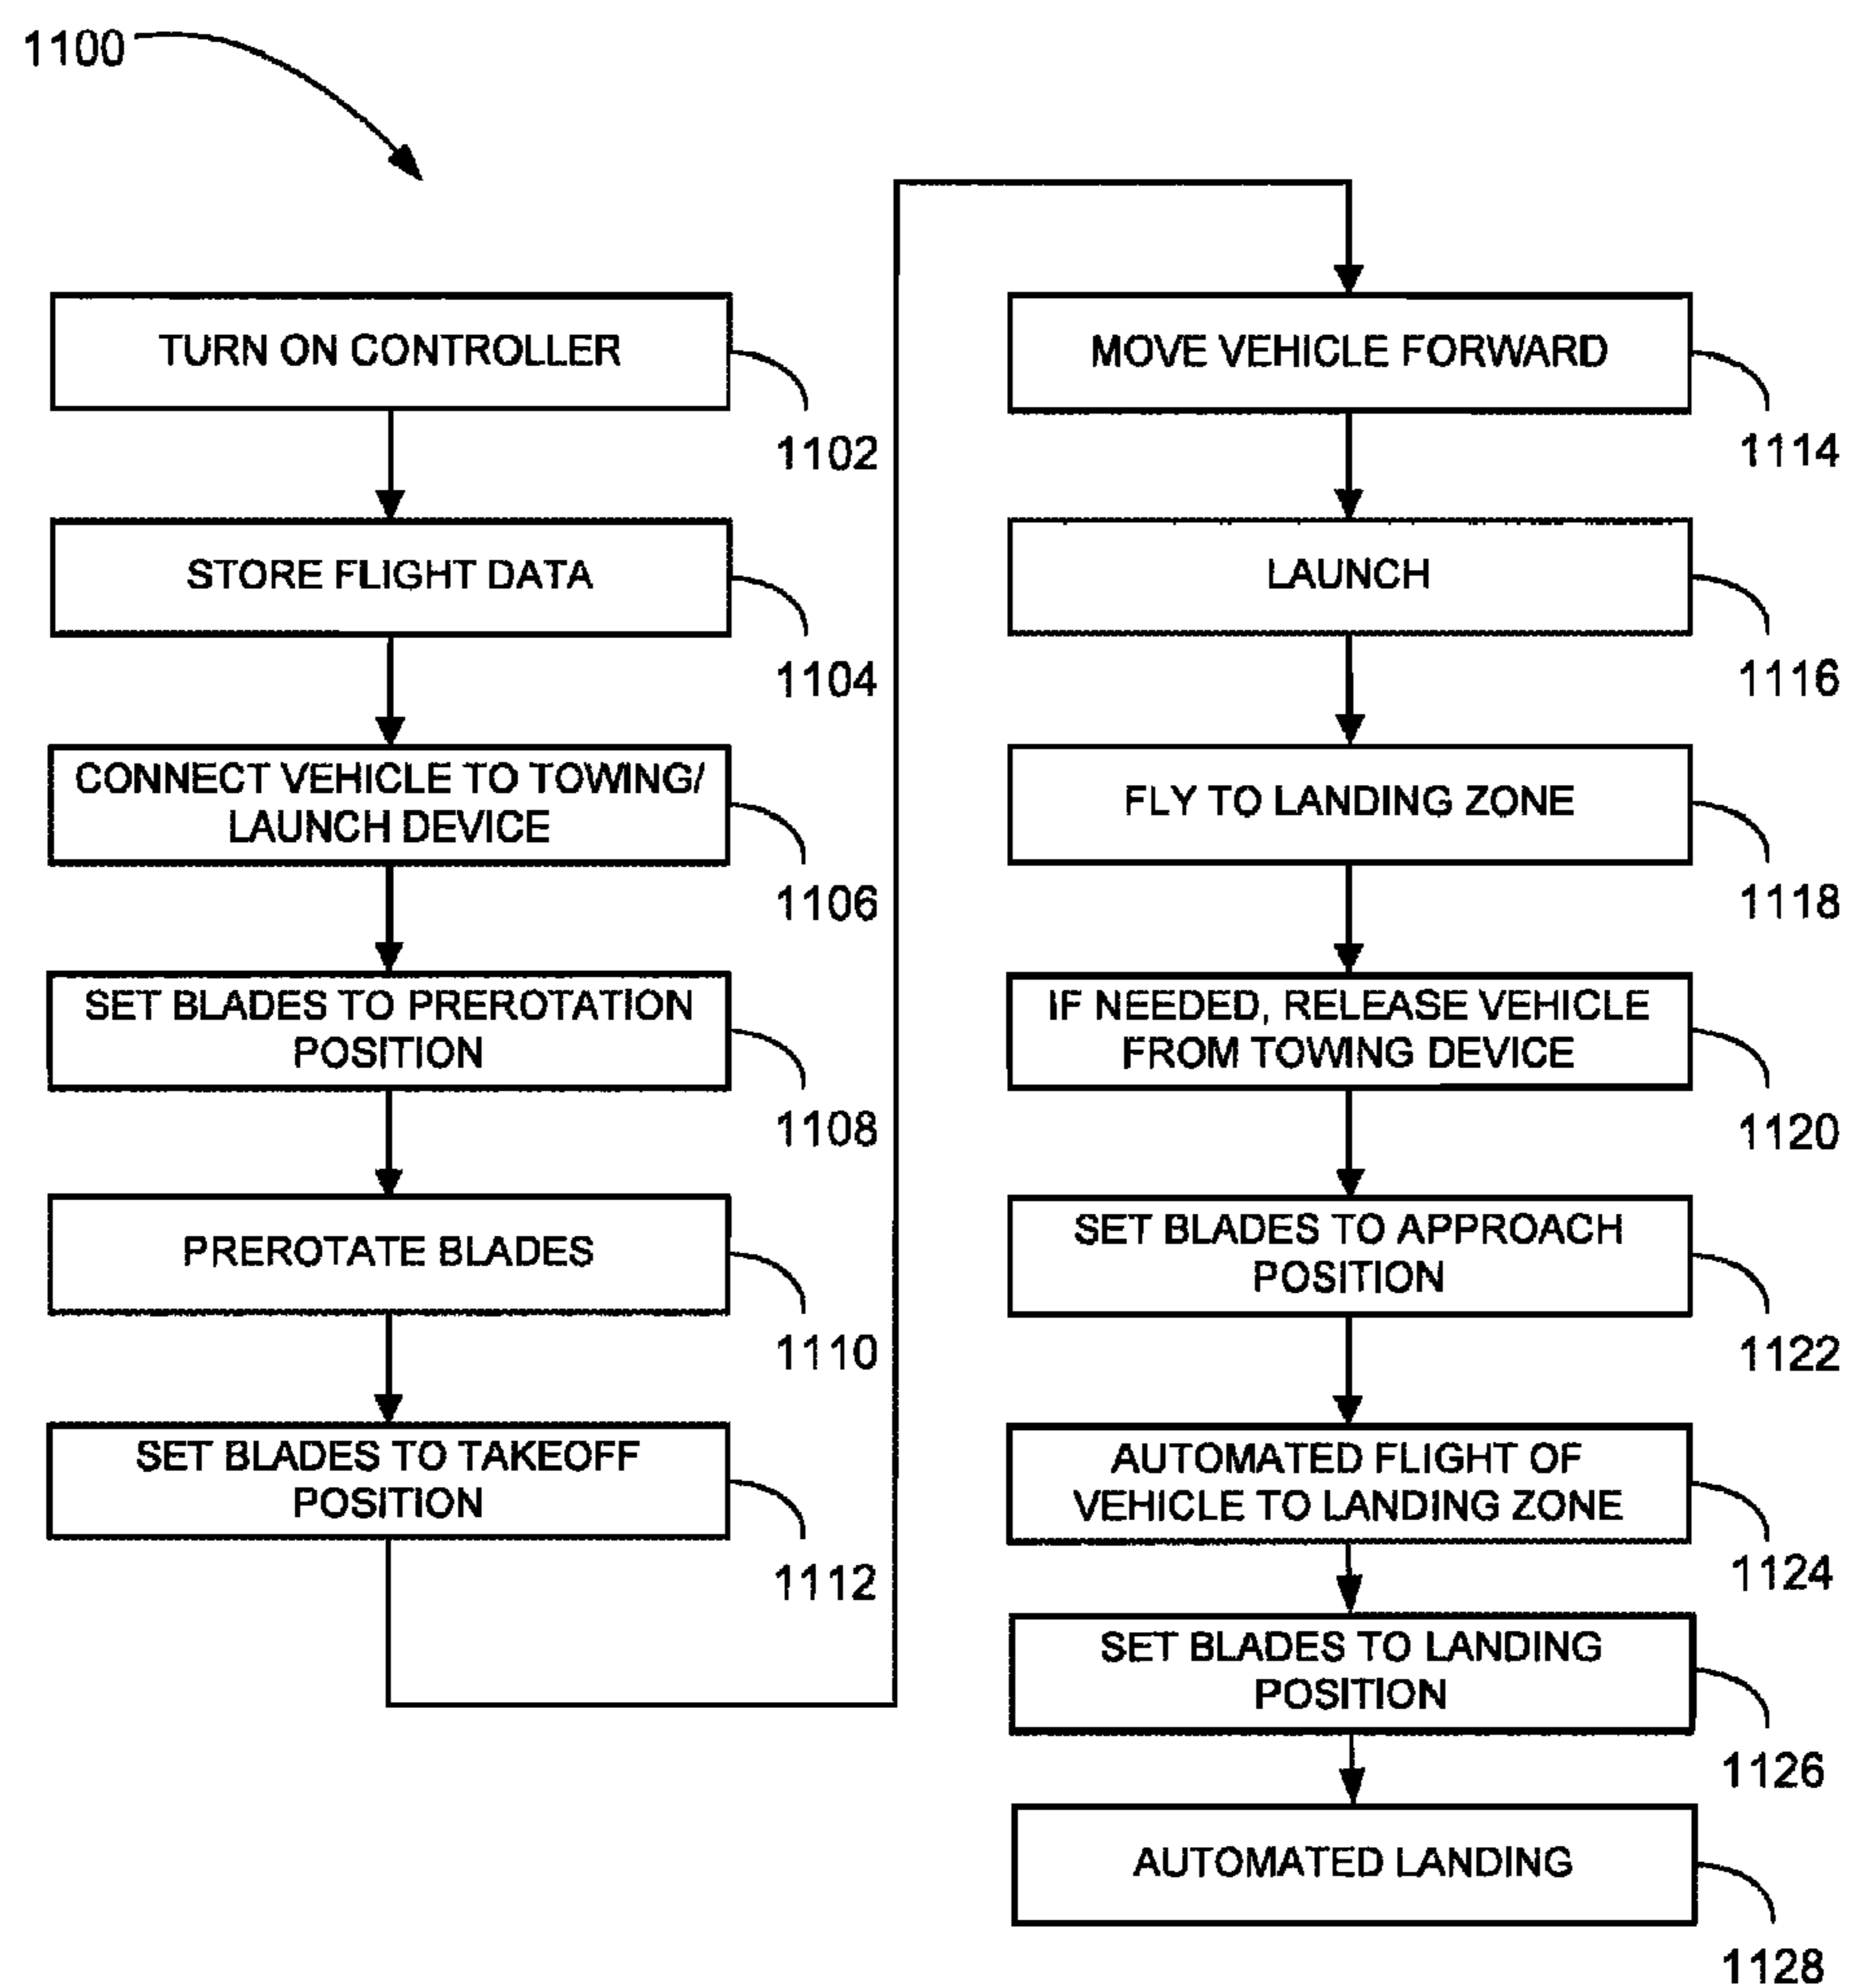 1100
TURN ON CONTROLLER
1102
STORE FLIGHT DATA
1104
CONNECT VEHICLE TO TOWING/
LAUNCH DEVICE
1106
SET BLADES TO PREROTATION
POSITION
1108
PREROTATE BLADES
1110
SET BLADES TO TAKEOFF
POSITION
1112
MOVE VEHICLE FORWARD
1114
LAUNCH
1116
FLY TO LANDING ZONE
1118
IF NEEDED, RELEASE VEHICLE
FROM TOWING DEVICE
1120
SET BLADES TO APPROACH
POSITION
1122
AUTOMATED FLIGHT OF
VEHICLE TO LANDING ZONE
1124
SET BLADES TO LANDING
POSITION
1126
AUTOMATED LANDING
1128